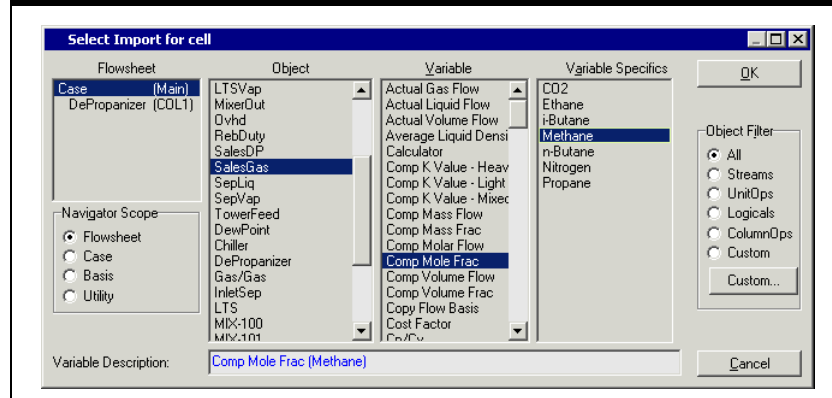 Select Import for cell
Flowsheet
Case (Main)
DePropanizer (COL1)
Navigator Scope
Flowsheet
Case
Basis
Utility
Object
LTSVap
MixerOut
Ovhd
RebDuty
SalesDP
SalesGas
SepLiq
SepVap
TowerFeed
DewPoint
Chiller
DePropanizer
Gas/Gas
InletSep
LTS
MIX-100
MIX-101
Variable
Actual Gas Flow
Actual Liquid Flow
Actual Volume Flow
Average Liquid Densi
Calculator
Comp K Value - Heav
Comp K Value - Light
Comp K Value - Mixed
Comp Mass Flow
Comp Mass Frac
Comp Molar Flow
Comp Mole Frac
Comp Volume Flow
Comp Volume Frac
Copy Flow Basis
Cost Factor
Cp/Cv
Variable Specifics
CO2
Ethane
i-Butane
Methane
n-Butane
Nitrogen
Propane
OK
Object Filter
All
Streams
UnitOps
Logicals
ColumnOps
Custom
Custom...
Variable Description:
Comp Mole Frac (Methane)
Cancel